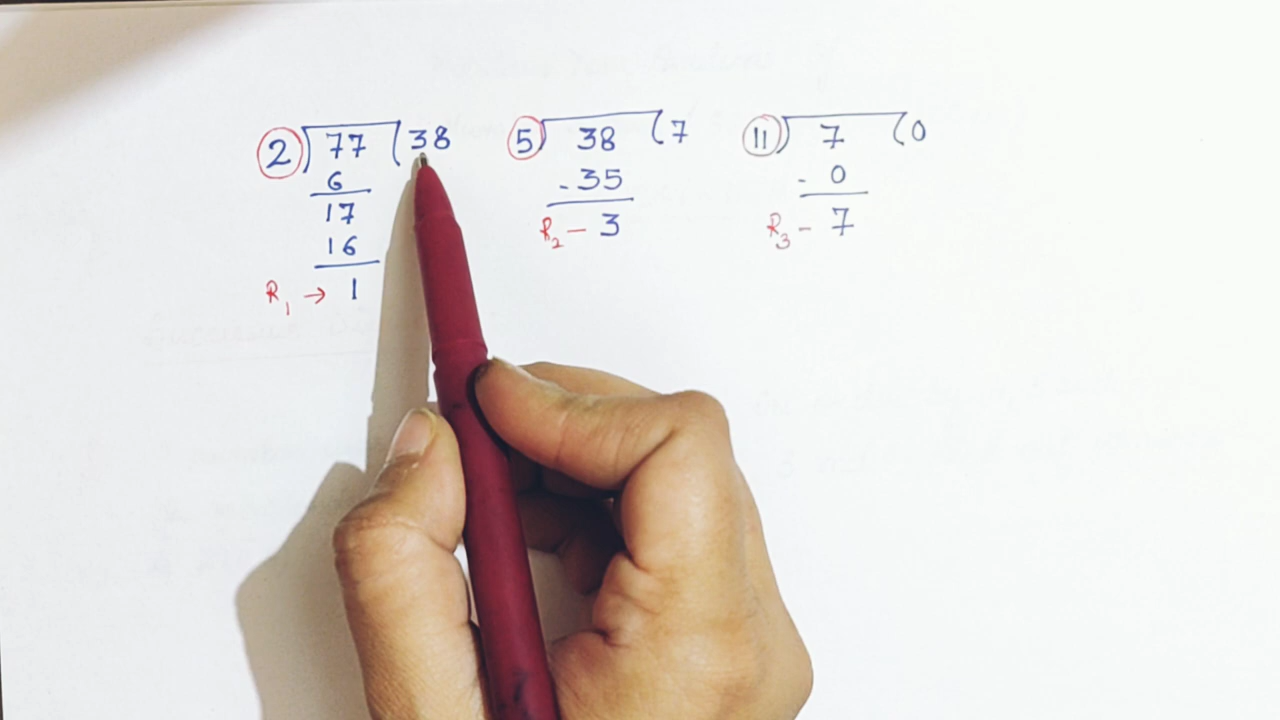 2) 77 (38
6
17
16
R1 → 1
5) 38 (7
- 35
R2 - 3
11) 7 (0
- 0
R3 - 7